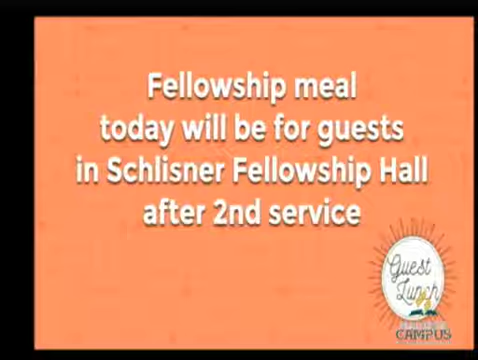 Fellowship meal
today will be for guests
in Schlisner Fellowship Hall
after 2nd service
Guest
Lunch
CAMPUS